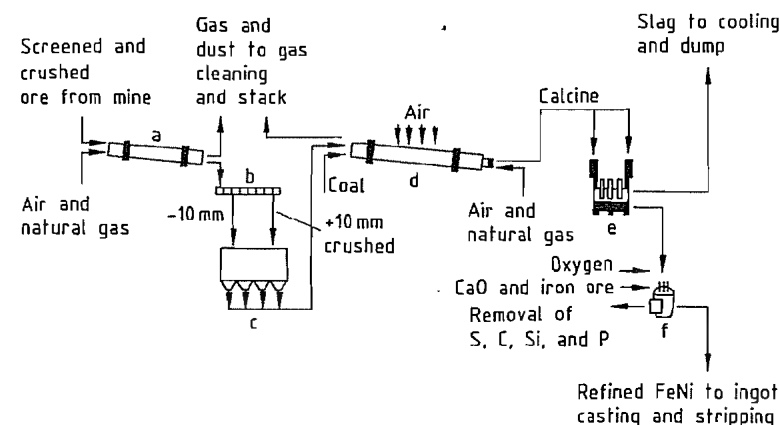 Screened and
crushed
ore from mine
Gas and
dust to gas
cleaning
and stack
Slag to cooling
and dump
Air
Calcine
a
b
Coal
d
Air and
natural gas
-10 mm
+10 mm
crushed
Air and
natural gas
e
c
Oxygen
CaO and iron ore
Removal of
S, C, Si, and P
f
Refined FeNi to ingot
casting and stripping